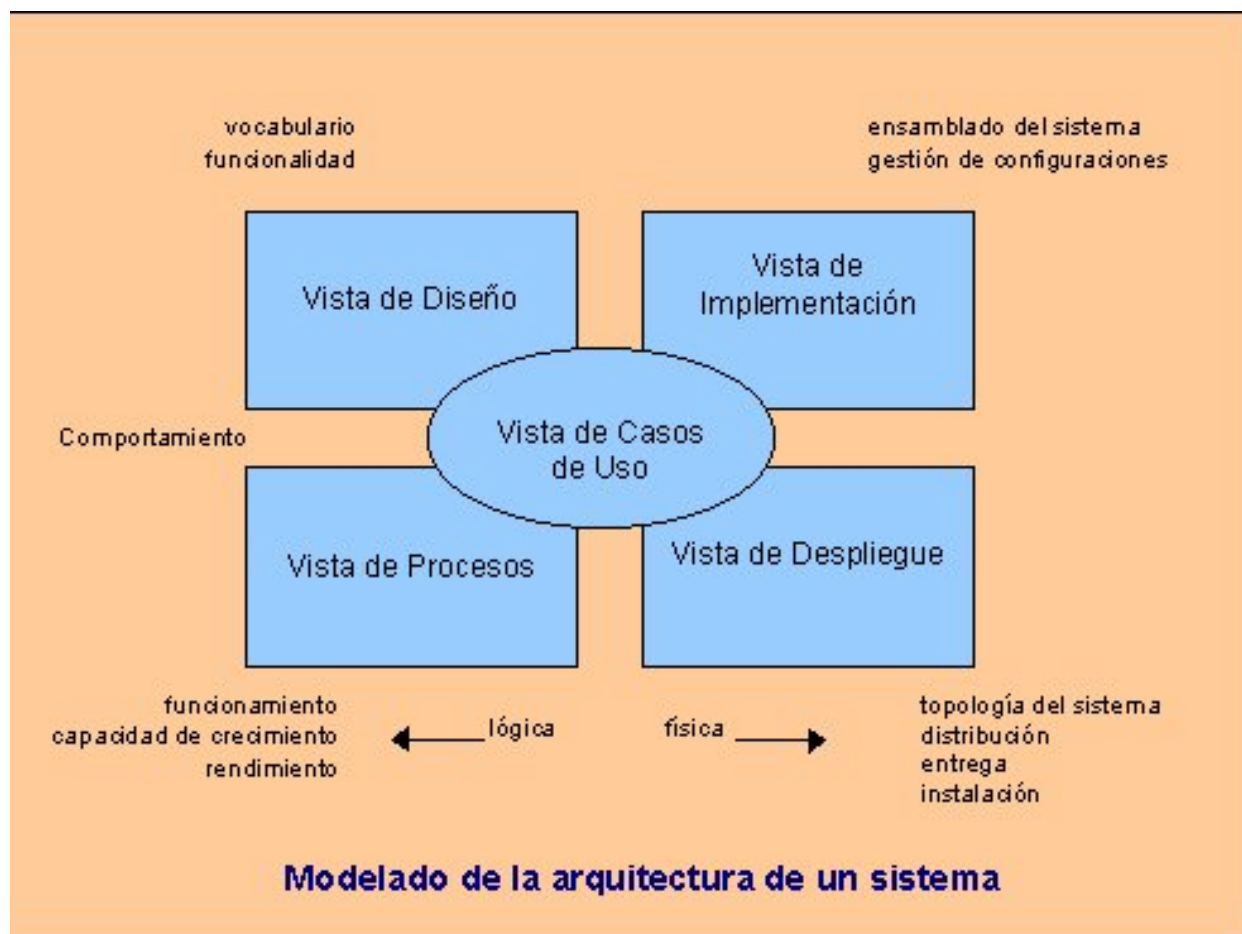 vocabulario
funcionalidad
ensamblado del sistema
gestión de configuraciones
Vista de Diseño
Vista de
Implementación
Comportamiento
Vista de Casos
de Uso
Vista de Procesos
Vista de Despliegue
funcionamiento
capacidad de crecimiento
rendimiento
lógica
física
topología del sistema
distribución
entrega
instalación
Modelado de la arquitectura de un sistema